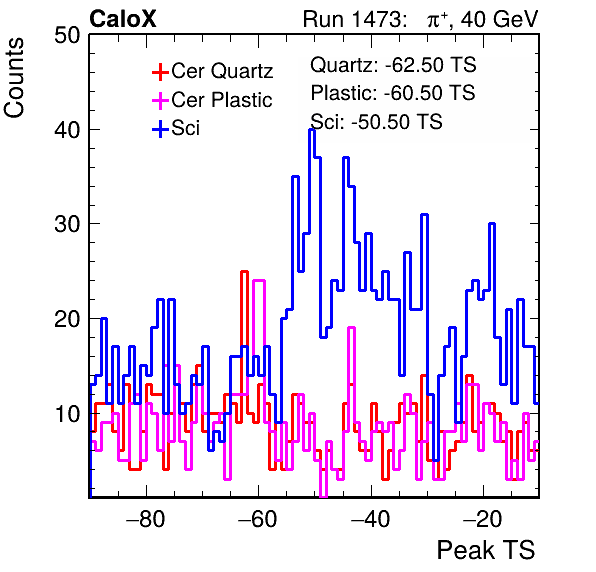 CaloX Run 1473: π⁺, 40 GeV
50
Counts
Cer Quartz
Cer Plastic
Sci
Quartz: -62.50 TS
Plastic: -60.50 TS
Sci: -50.50 TS
40
30
20
10
−80 −60 −40 −20
Peak TS